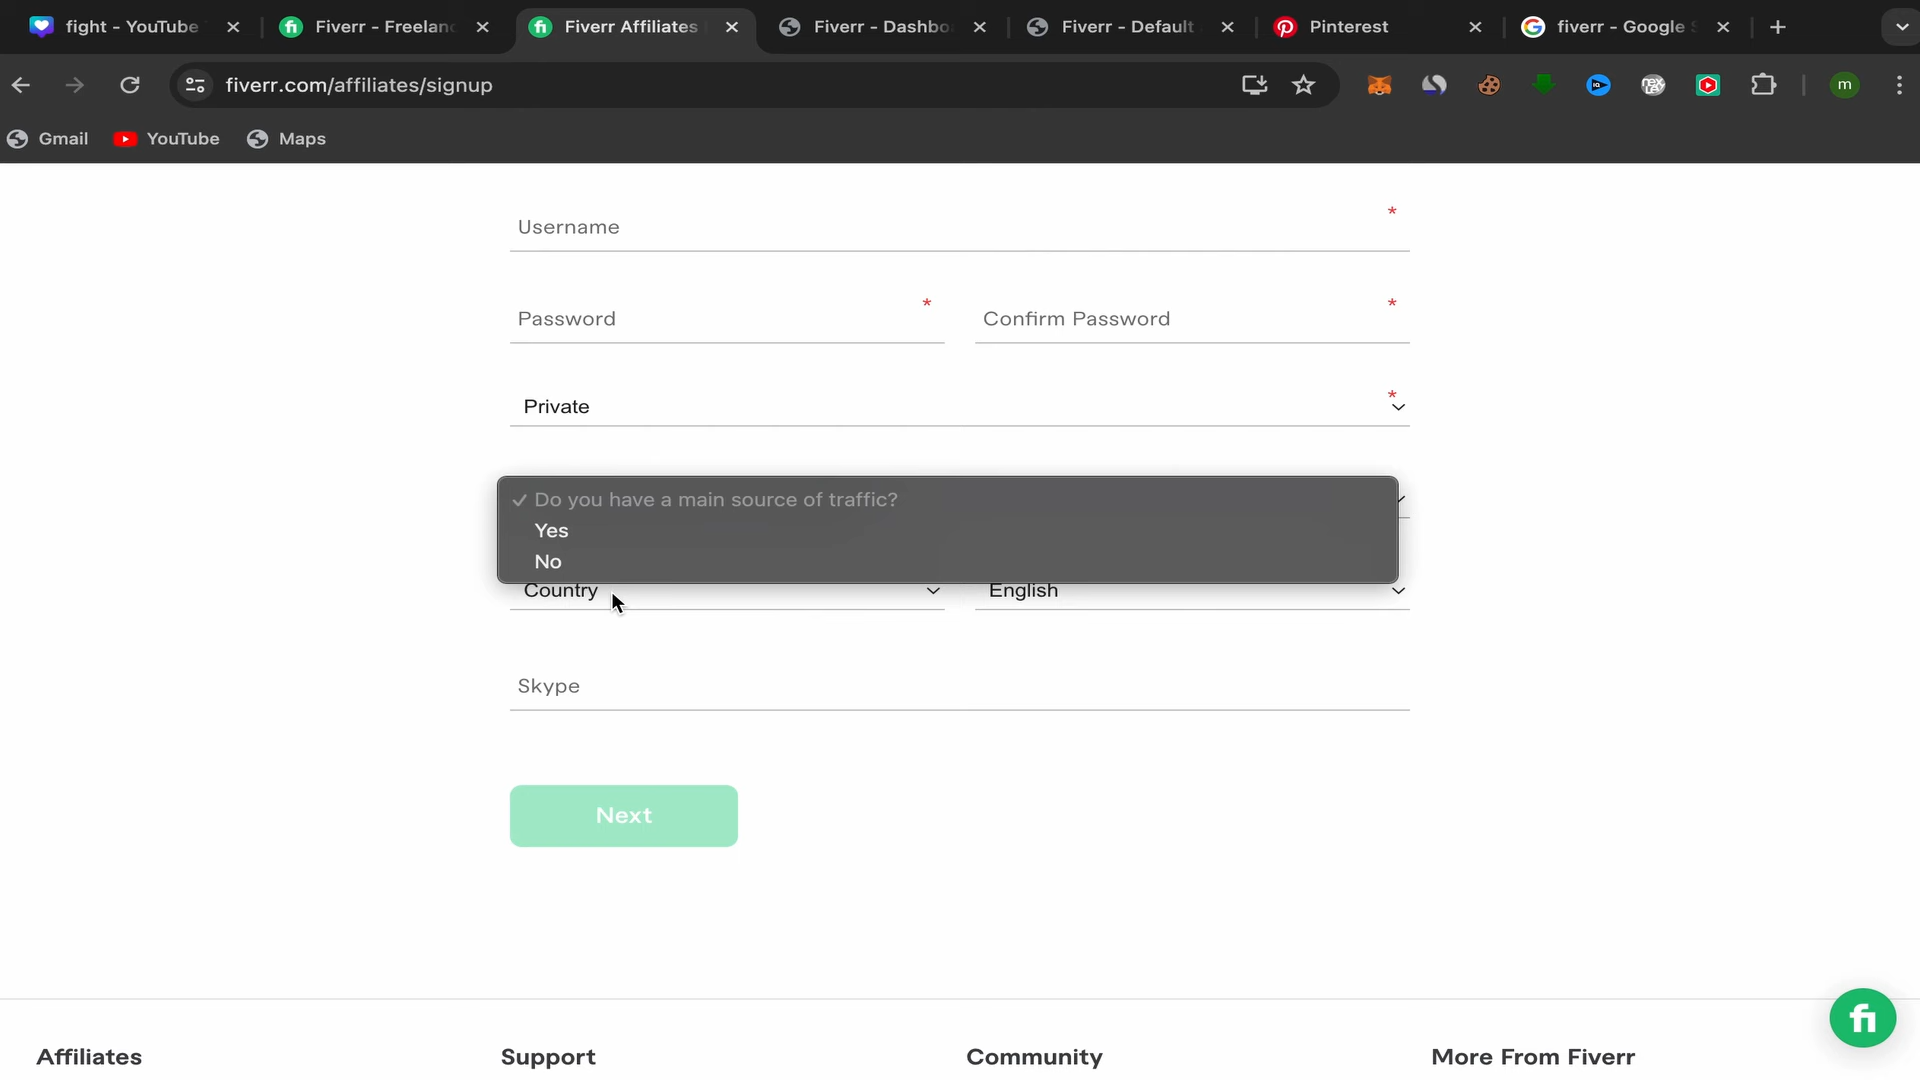 fight - YouTube
Fiverr - Freelanc
Fiverr Affiliates
Fiverr - Dashbo
Fiverr - Default
Pinterest
fiverr - Google S
fiverr.com/affiliates/signup
m
Gmail
YouTube
Maps
Username *
Password *
Confirm Password *
Private *
Do you have a main source of traffic?
Yes
No
Country
English
Skype
Next
fi
Affiliates
Support
Community
More From Fiverr